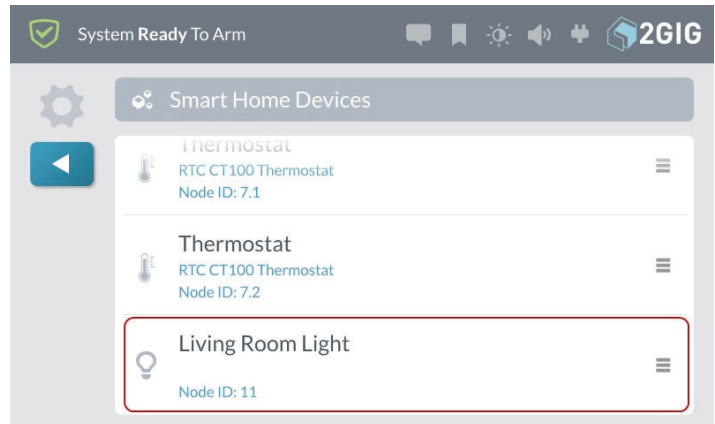 System Ready To Arm
2GIG
Smart Home Devices
Thermostat
RTC CT100 Thermostat
Node ID: 7.1
Thermostat
RTC CT100 Thermostat
Node ID: 7.2
Living Room Light
Node ID: 11